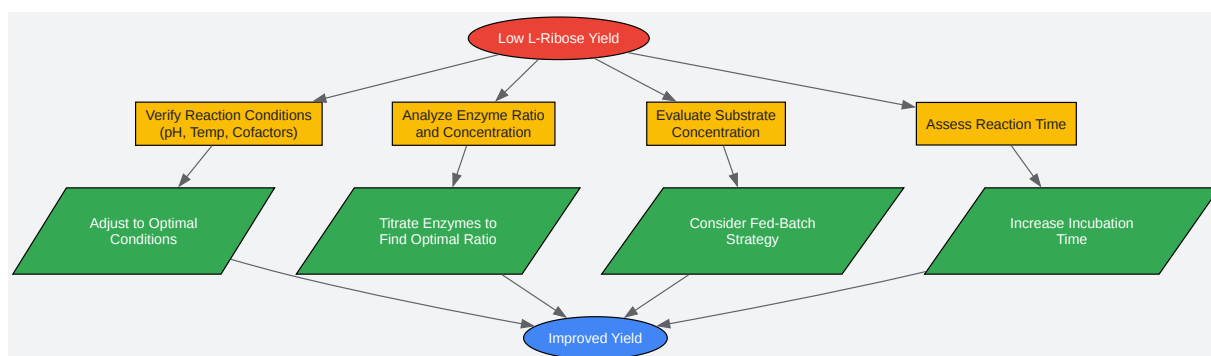 Low L-Ribose Yield
Verify Reaction Conditions
(pH, Temp, Cofactors)
Analyze Enzyme Ratio
and Concentration
Evaluate Substrate
Concentration
Assess Reaction Time
Adjust to Optimal
Conditions
Titrate Enzymes to
Find Optimal Ratio
Consider Fed-Batch
Strategy
Increase Incubation
Time
Improved Yield